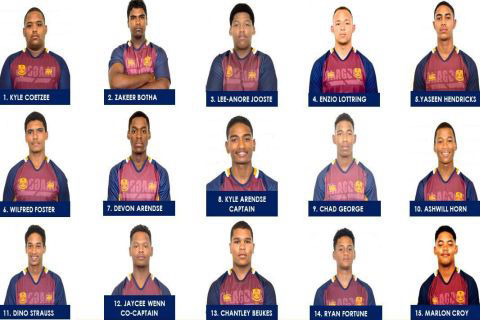 1. KYLE COETZEE
2. ZAKEER BOTHA
3. LEE-ANORE JOOSTE
4. ENZIO LOTTRING
5.YASEEN HENDRICKS
6. WILFRED FOSTER
7. DEVON ARENDSE
8. KYLE ARENDSE
CAPTAIN
9. CHAD GEORGE
10. ASHWILL HORN
11. DINO STRAUSS
12. JAYCEE WENN
CO-CAPTAIN
13. CHANTLEY BEUKES
14. RYAN FORTUNE
15. MARLON CROY